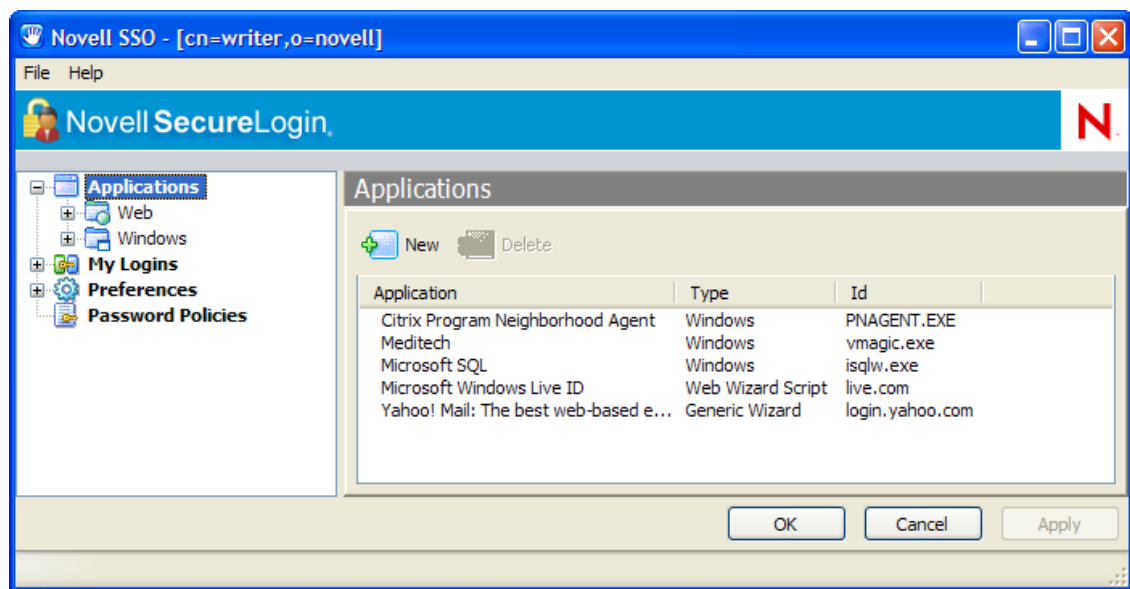 Novell SSO - [cn=writer,o=novell]
File Help
Novell SecureLogin®
N
Applications
Web
Windows
My Logins
Preferences
Password Policies
Applications
New Delete
Application Type Id
Citrix Program Neighborhood Agent Windows PNAGENT.EXE
Meditech Windows vmagic.exe
Microsoft SQL Windows isqlw.exe
Microsoft Windows Live ID Web Wizard Script live.com
Yahoo! Mail: The best web-based e... Generic Wizard login.yahoo.com
OK Cancel Apply